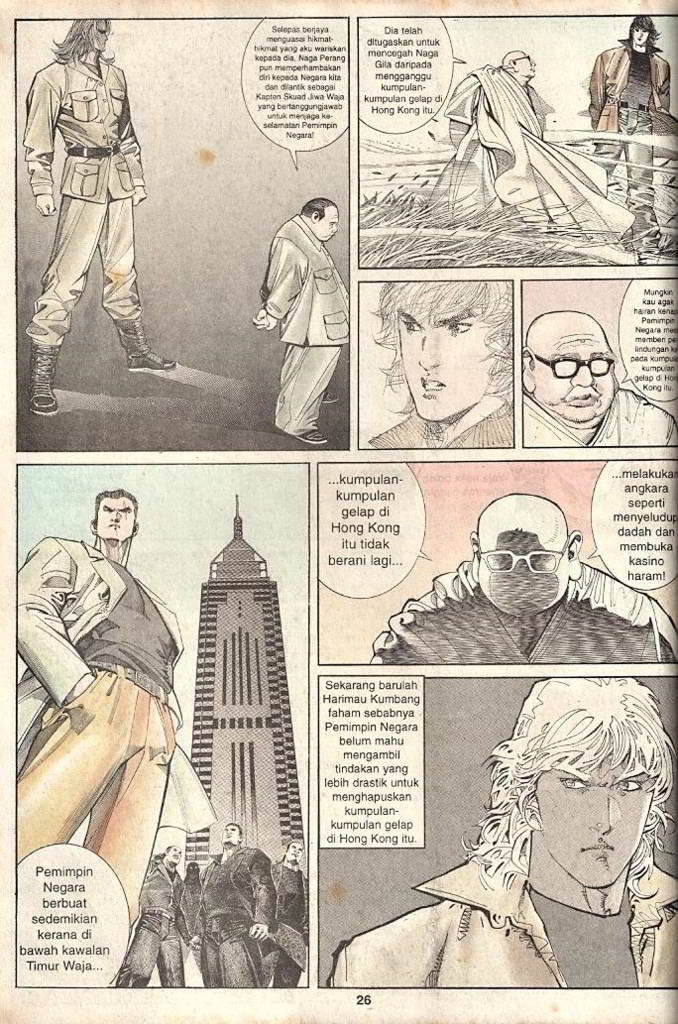 Selepas berjaya
menguasai hikmat-
hikmat yang aku wariskan
kepada dia, Naga Perang
pun memperhambakan
diri kepada Negara kita
dan dilantik sebagai
Kapten Skuad Jiwa Waja
yang bertanggungjawab
untuk menjaga ke-
selamatan Pemimpin
Negara!
Dia telah
ditugaskan untuk
mencegah Naga
Gila daripada
mengganggu
kumpulan-
kumpulan gelap di
Hong Kong itu.
Mungkin
kau agak
hairan
Pemimpin
Negara
memberi
lindungan
pada
kumpulan
gelap di
Kong itu.
Pemimpin
Negara
berbuat
sedemikian
kerana di
bawah kawalan
Timur Waja...
...kumpulan-
kumpulan
gelap di
Hong Kong
itu tidak
berani lagi...
...melakukan
angkara
seperti
menyeludup
dadah dan
membuka
kasino
haram!
Sekarang barulah
Harimau Kumbang
faham sebabnya
Pemimpin Negara
belum mahu
mengambil
tindakan yang
lebih drastik untuk
menghapuskan
kumpulan-
kumpulan gelap
di Hong Kong itu.
26